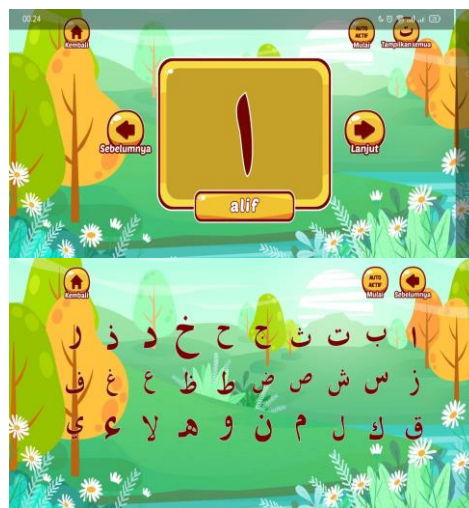 00.24
AUTO
AKTIF
ت
Kembali
Mulai
Tampilkan semua
ا
Sebelumnya
Lanjut
alif
AUTO
AKTIF
Kembali
Mulai
Sebelumnya
ا ب ت ث ج ح خ د ذ ر
ز س ش ص ض ط ظ ع غ ف
ق ك ل م ن و ه لا ء ي